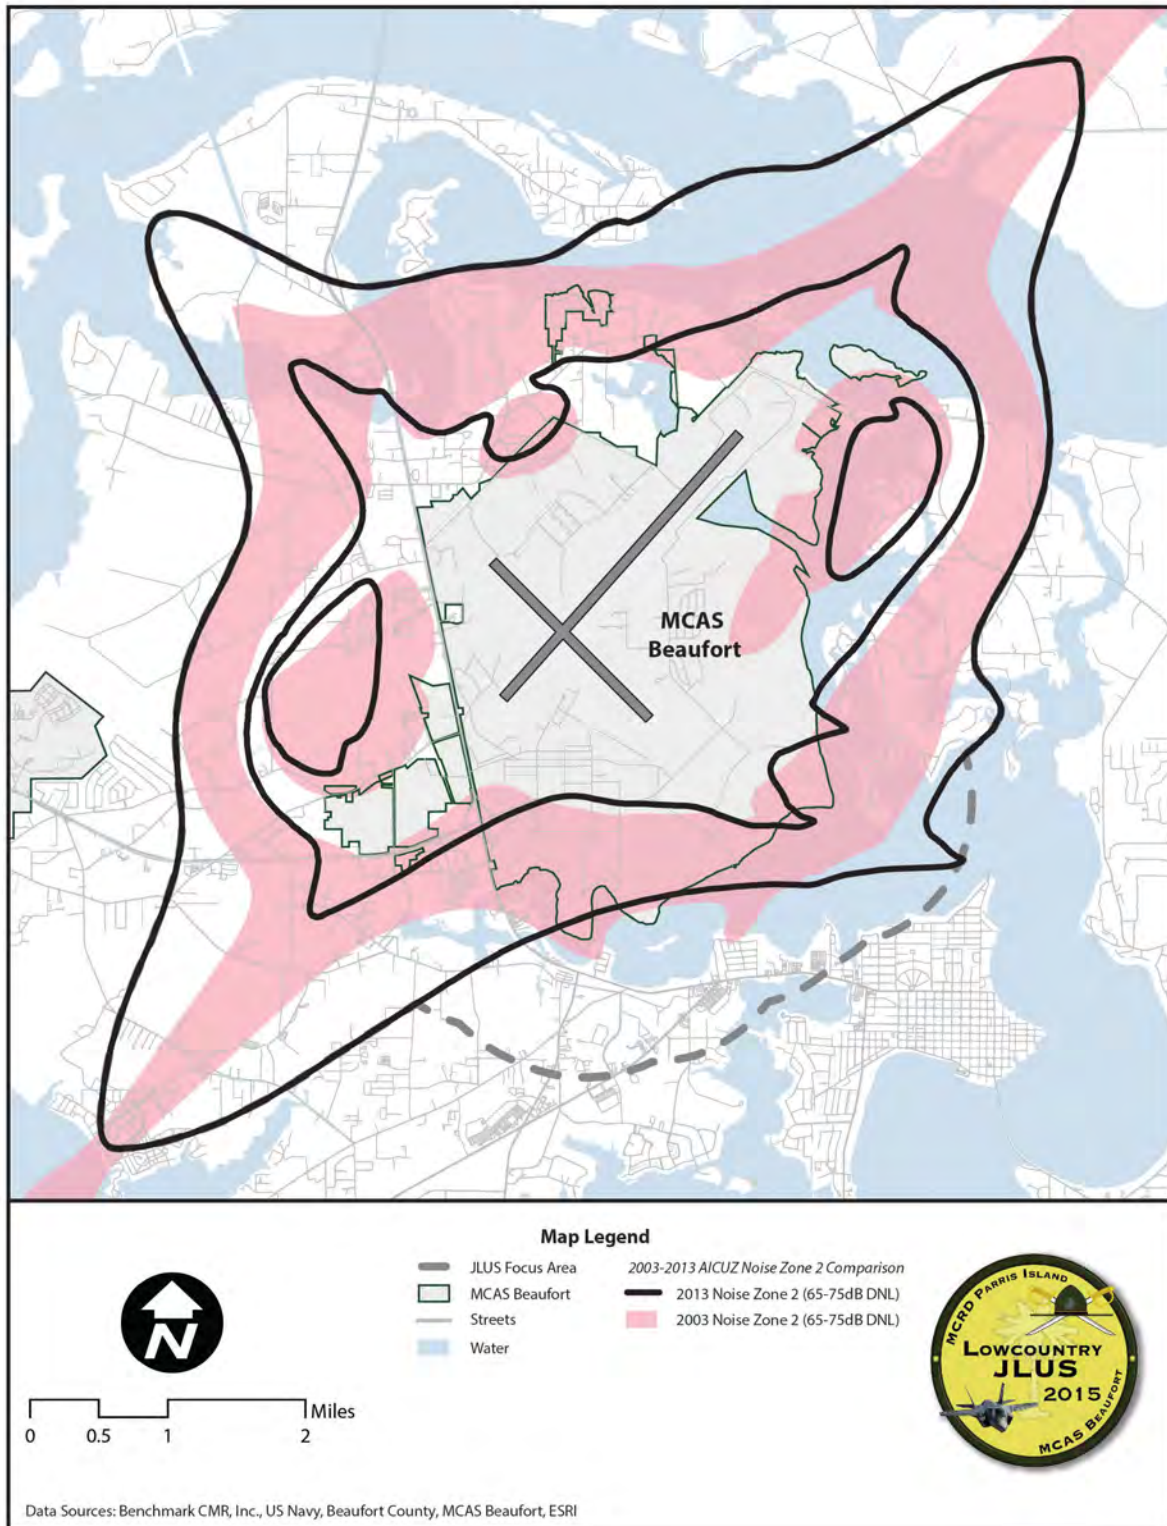 MCAS
Beaufort
Map Legend
JLUS Focus Area
MCAS Beaufort
Streets
Water
2003-2013 AICUZ Noise Zone 2 Comparison
2013 Noise Zone 2 (65-75dB DNL)
2003 Noise Zone 2 (65-75dB DNL)
N
Miles
0 0.5 1 2
MCRD PARRIS ISLAND
LOWCOUNTRY
JLUS
2015
MCAS BEAUFORT
Data Sources: Benchmark CMR, Inc., US Navy, Beaufort County, MCAS Beaufort, ESRI